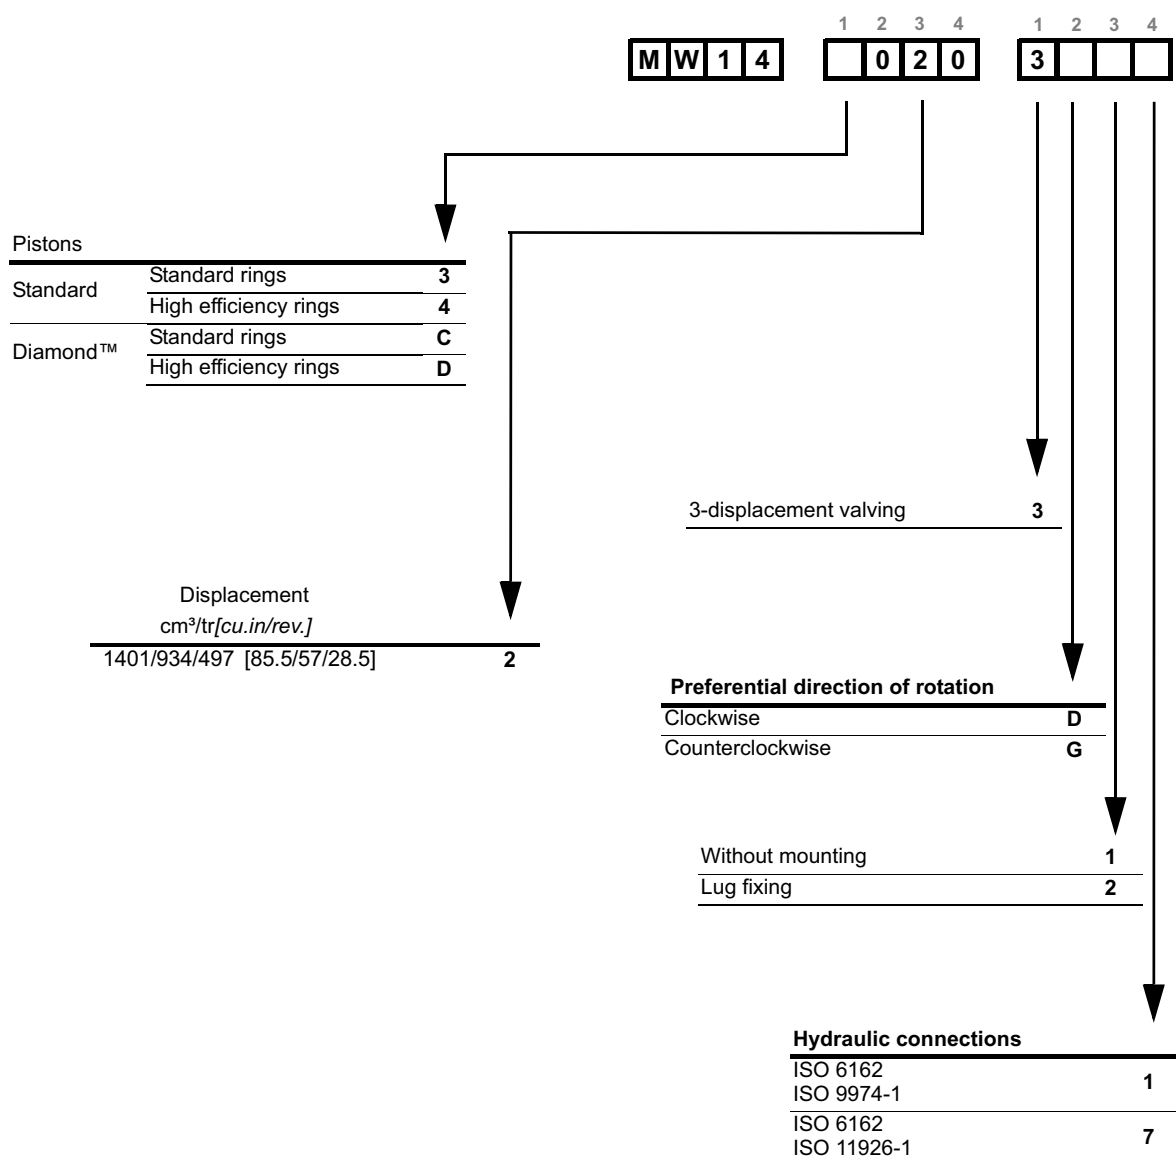 1 2 3 4 1 2 3 4
M W 1 4 0 2 0 3
Pistons
Standard Standard rings 3
High efficiency rings 4
Diamond™ Standard rings C
High efficiency rings D
3-displacement valving 3
Displacement
cm³/tr[cu.in/rev.]
1401/934/497 [85.5/57/28.5] 2
Preferential direction of rotation
Clockwise D
Counterclockwise G
Without mounting 1
Lug fixing 2
Hydraulic connections
ISO 6162
ISO 9974-1 1
ISO 6162
ISO 11926-1 7